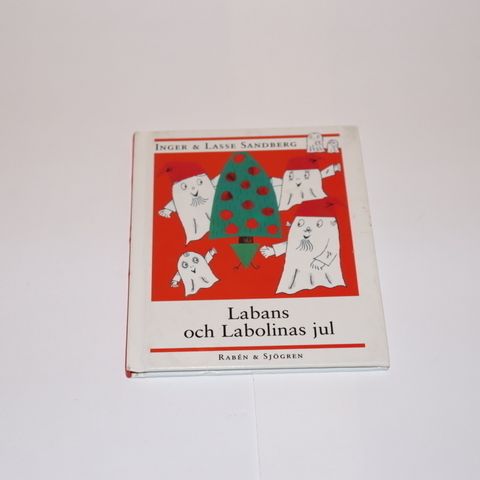 INGER & LASSE SANDBERG
Labans
och Labolinas jul
RABÉN & SJÖGREN